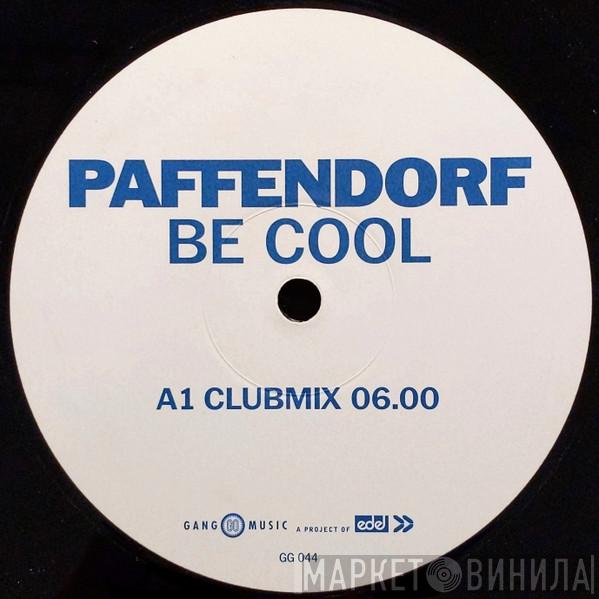 PAFFENDORF
BE COOL
A1 CLUBMIX 06.00
GANG GO MUSIC A PROJECT OF edel
GG 044
МАРКЕТ ВИНИЛА